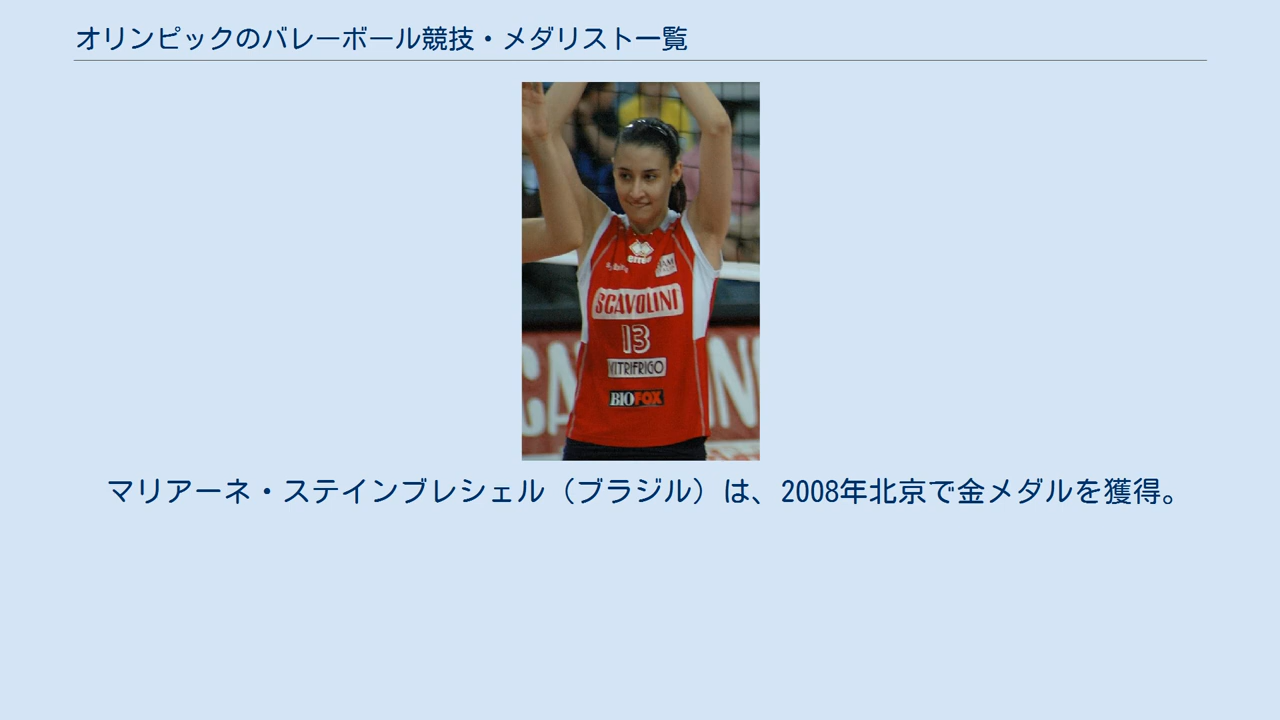 オリンピックのバレーボール競技・メダリスト一覧
erreà
SCAVOLINI
13
VITRIFRIGO
BIOFOX
マリアーネ・ステインブレシェル（ブラジル）は、2008年北京で金メダルを獲得。